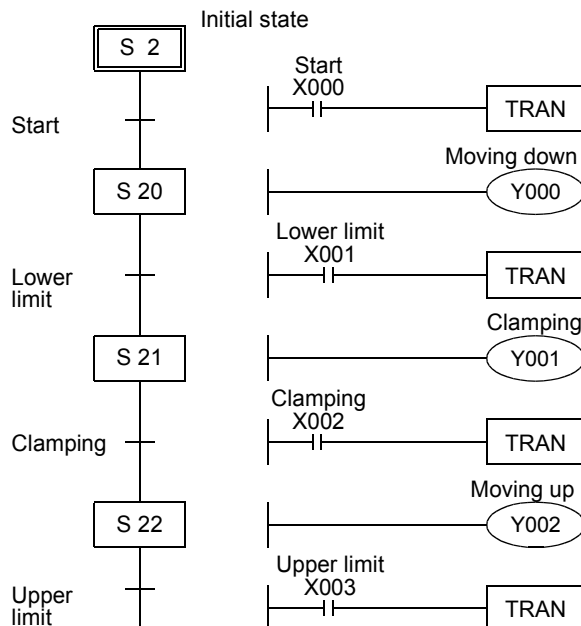 Initial state
S 2
Start
X000
TRAN
Start
Moving down
S 20
Y000
Lower limit
X001
TRAN
Lower
limit
Clamping
S 21
Y001
Clamping
X002
TRAN
Clamping
Moving up
S 22
Y002
Upper limit
X003
TRAN
Upper
limit